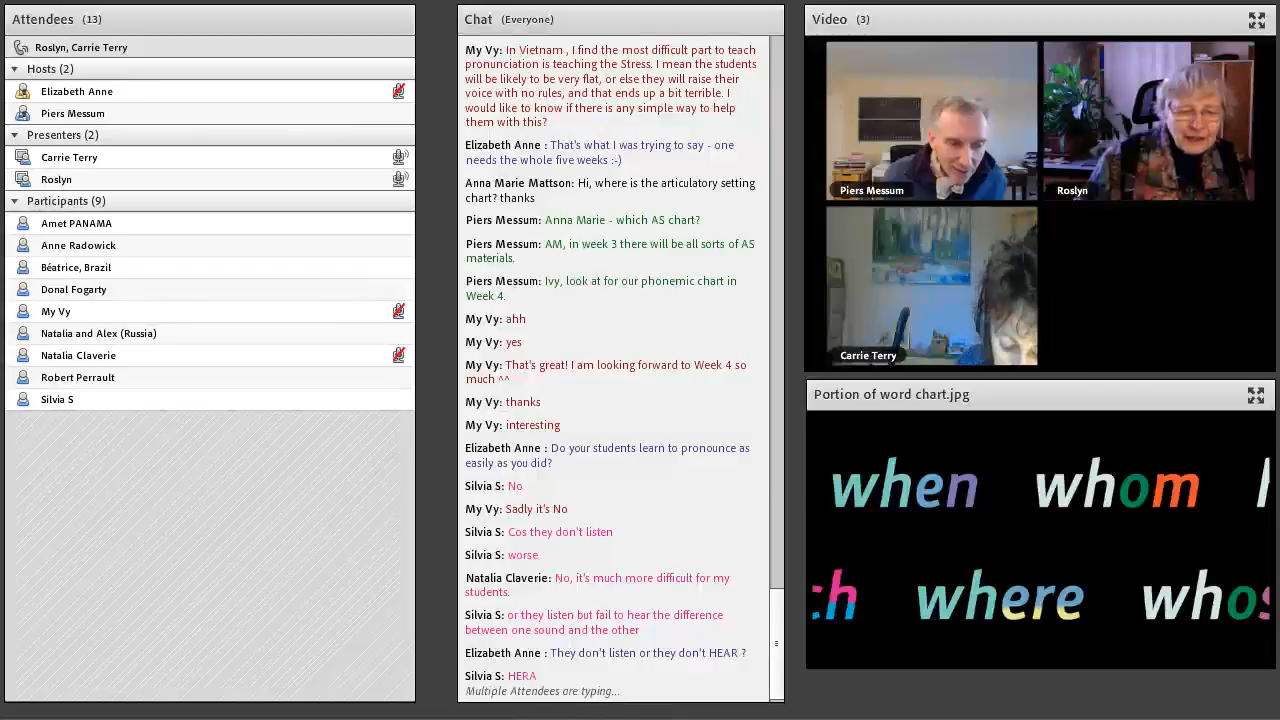 Attendees (13)
Roslyn, Carrie Terry
Hosts (2)
Elizabeth Anne
Piers Messum
Presenters (2)
Carrie Terry
Roslyn
Participants (9)
Amet PANAMA
Anne Radowick
Béatrice, Brazil
Donal Fogarty
My Vy
Natalia and Alex (Russia)
Natalia Claverie
Robert Perrault
Silvia S
Chat (Everyone)
My Vy: In Vietnam , I find the most difficult part to teach
pronunciation is teaching the Stress. I mean the students
will be likely to be very flat, or else they will raise their
voice with no rules, and that ends up a bit terrible. I
would like to know if there is any simple way to help
them with this?
Elizabeth Anne : That's what I was trying to say - one
needs the whole five weeks :-)
Anna Marie Mattson: Hi, where is the articulatory setting
chart? thanks
Piers Messum: Anna Marie - which AS chart?
Piers Messum: AM, in week 3 there will be all sorts of AS
materials.
Piers Messum: Ivy, look at for our phonemic chart in
Week 4.
My Vy: ahh
My Vy: yes
My Vy: That's great! I am looking forward to Week 4 so
much ^^
My Vy: thanks
My Vy: interesting
Elizabeth Anne : Do your students learn to pronounce as
easily as you did?
Silvia S: No
My Vy: Sadly it's No
Silvia S: Cos they don't listen
Silvia S: worse
Natalia Claverie: No, it's much more difficult for my
students.
Silvia S: or they listen but fail to hear the difference
between one sound and the other
Elizabeth Anne : They don't listen or they don't HEAR ?
Silvia S: HERA
Multiple Attendees are typing...
Video (3)
Piers Messum
Roslyn
Carrie Terry
Portion of word chart.jpg
when whom
ch where whos